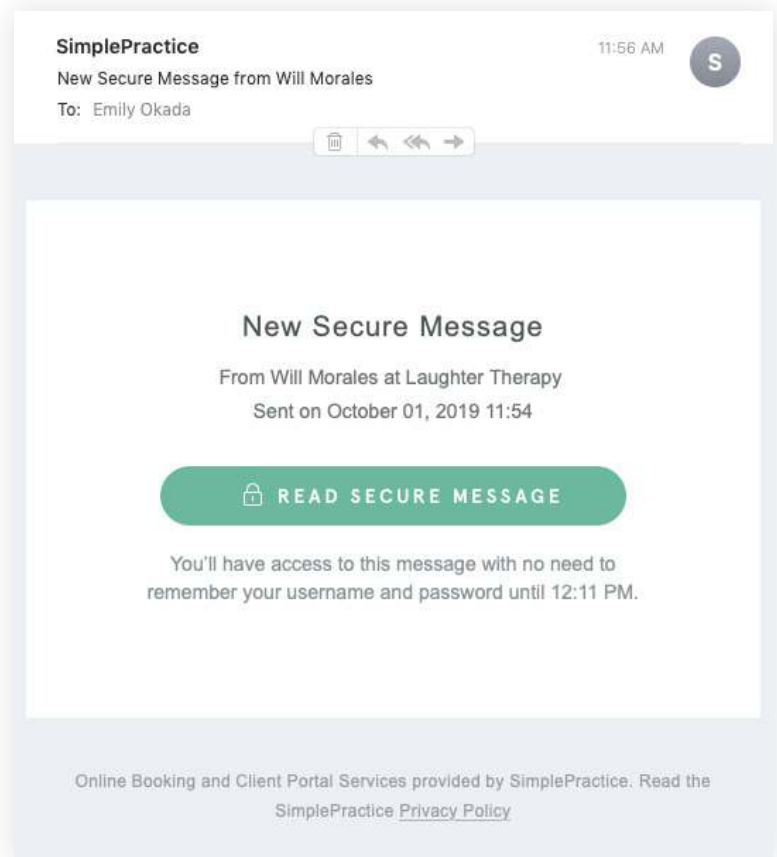 SimplePractice
11:56 AM
S
New Secure Message from Will Morales
To: Emily Okada
New Secure Message
From Will Morales at Laughter Therapy
Sent on October 01, 2019 11:54
READ SECURE MESSAGE
You'll have access to this message with no need to
remember your username and password until 12:11 PM.
Online Booking and Client Portal Services provided by SimplePractice. Read the
SimplePractice Privacy Policy